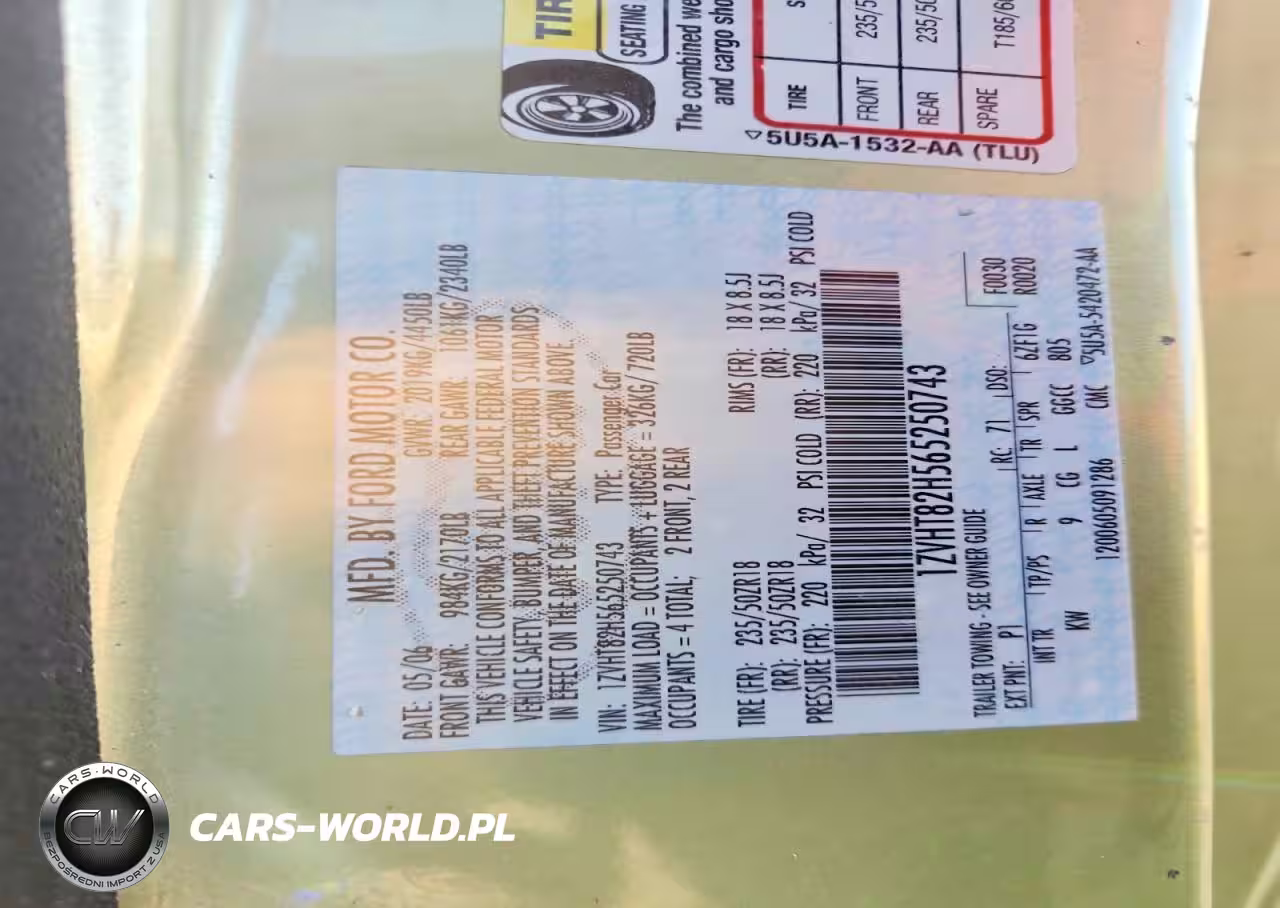 TIR
SEATING
The combined we
and cargo sho
TIRE S
FRONT 235/5
REAR 235/50
SPARE T185/60
5U5A-1532-AA (TLU)
MFD. BY FORD MOTOR CO.
DATE: 05/06 GVWR: 2019KG/4450LB
FRONT GAWR: 984KG/2170LB REAR GAWR: 1061KG/2340LB
THIS VEHICLE CONFORMS TO ALL APPLICABLE FEDERAL MOTOR
VEHICLE SAFETY, BUMPER, AND THEFT PREVENTION STANDARDS
IN EFFECT ON THE DATE OF MANUFACTURE SHOWN ABOVE.
VIN: 1ZVHT82H565250743 TYPE: Passenger Car
MAXIMUM LOAD = OCCUPANTS + LUGGAGE = 326KG/720LB
OCCUPANTS = 4 TOTAL; 2 FRONT, 2 REAR
TIRE (FR): 235/50ZR18 RIMS (FR): 18 X 8.5J
(RR): 235/50ZR18 (RR): 18 X 8.5J
PRESSURE (FR): 220 kPa/ 32 PSI COLD (RR): 220 kPa/ 32 PSI COLD
1ZVHT82H565250743
TRAILER TOWING - SEE OWNER GUIDE F0030
EXT PNT: P1 RC: 71 DSO: R0020
INT TR TP/PS R AXLE TR SPR 6ZF1G
KW 9 CG L GGCC 805
1200605091286 CMC 5U5A-5420472-AA
CARS-WORLD
CW
BEZPOŚREDNI IMPORT Z USA
CARS-WORLD.PL